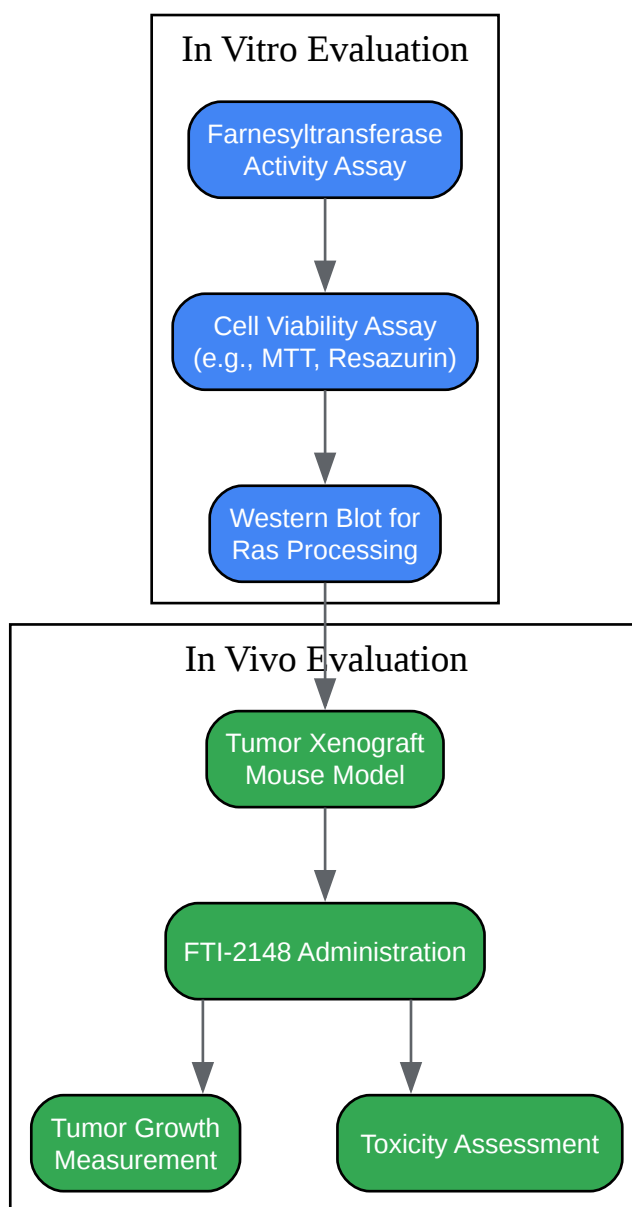 In Vitro Evaluation
Farnesyltransferase
Activity Assay
Cell Viability Assay
(e.g., MTT, Resazurin)
Western Blot for
Ras Processing
In Vivo Evaluation
Tumor Xenograft
Mouse Model
FTI-2148 Administration
Tumor Growth
Measurement
Toxicity Assessment